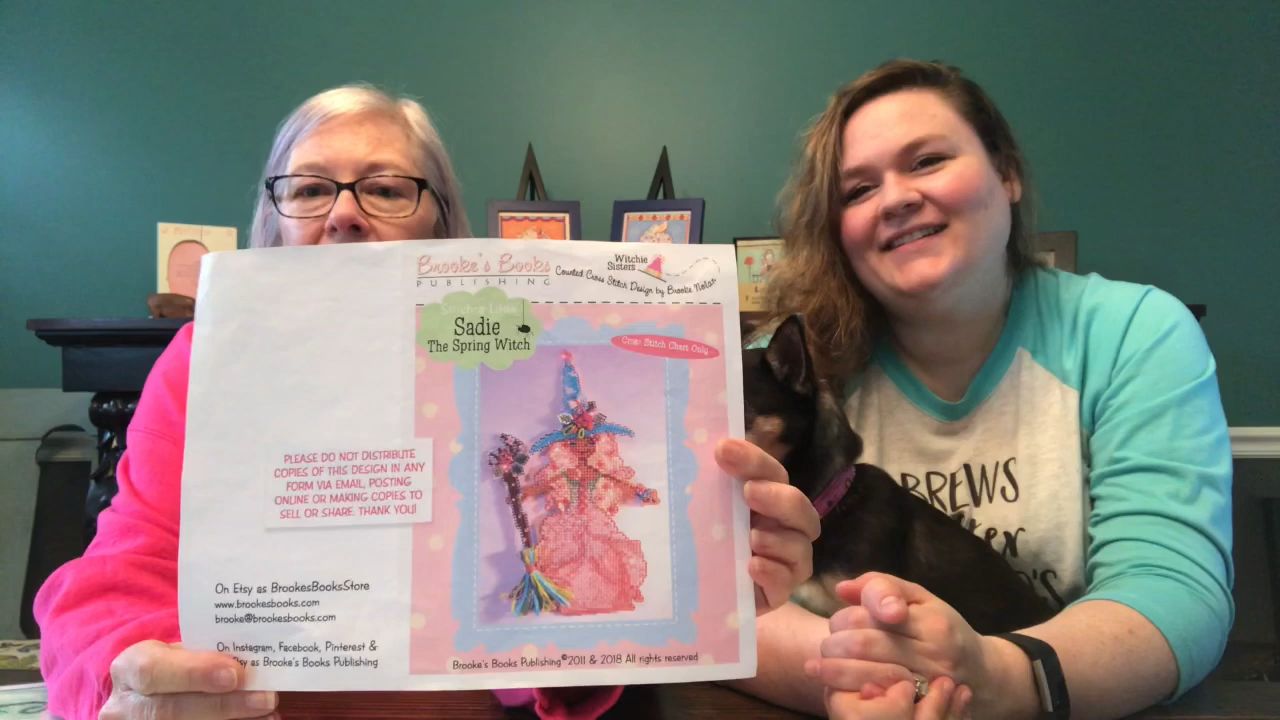 Brooke's Books
PUBLISHING
Witchie
Sisters
Counted Cross Stitch Design by Brooke Nolan
Sadie
The Spring Witch
Cross Stitch Chart Only
PLEASE DO NOT DISTRIBUTE
COPIES OF THIS DESIGN IN ANY
FORM VIA EMAIL, POSTING
ONLINE OR MAKING COPIES TO
SELL OR SHARE. THANK YOU!
On Etsy as BrookesBooksStore
www.brookesbooks.com
brooke@brookesbooks.com
On Instagram, Facebook, Pinterest &
as Brooke's Books Publishing
Brooke's Books Publishing©2011 & 2018 All rights reserved
BREWS